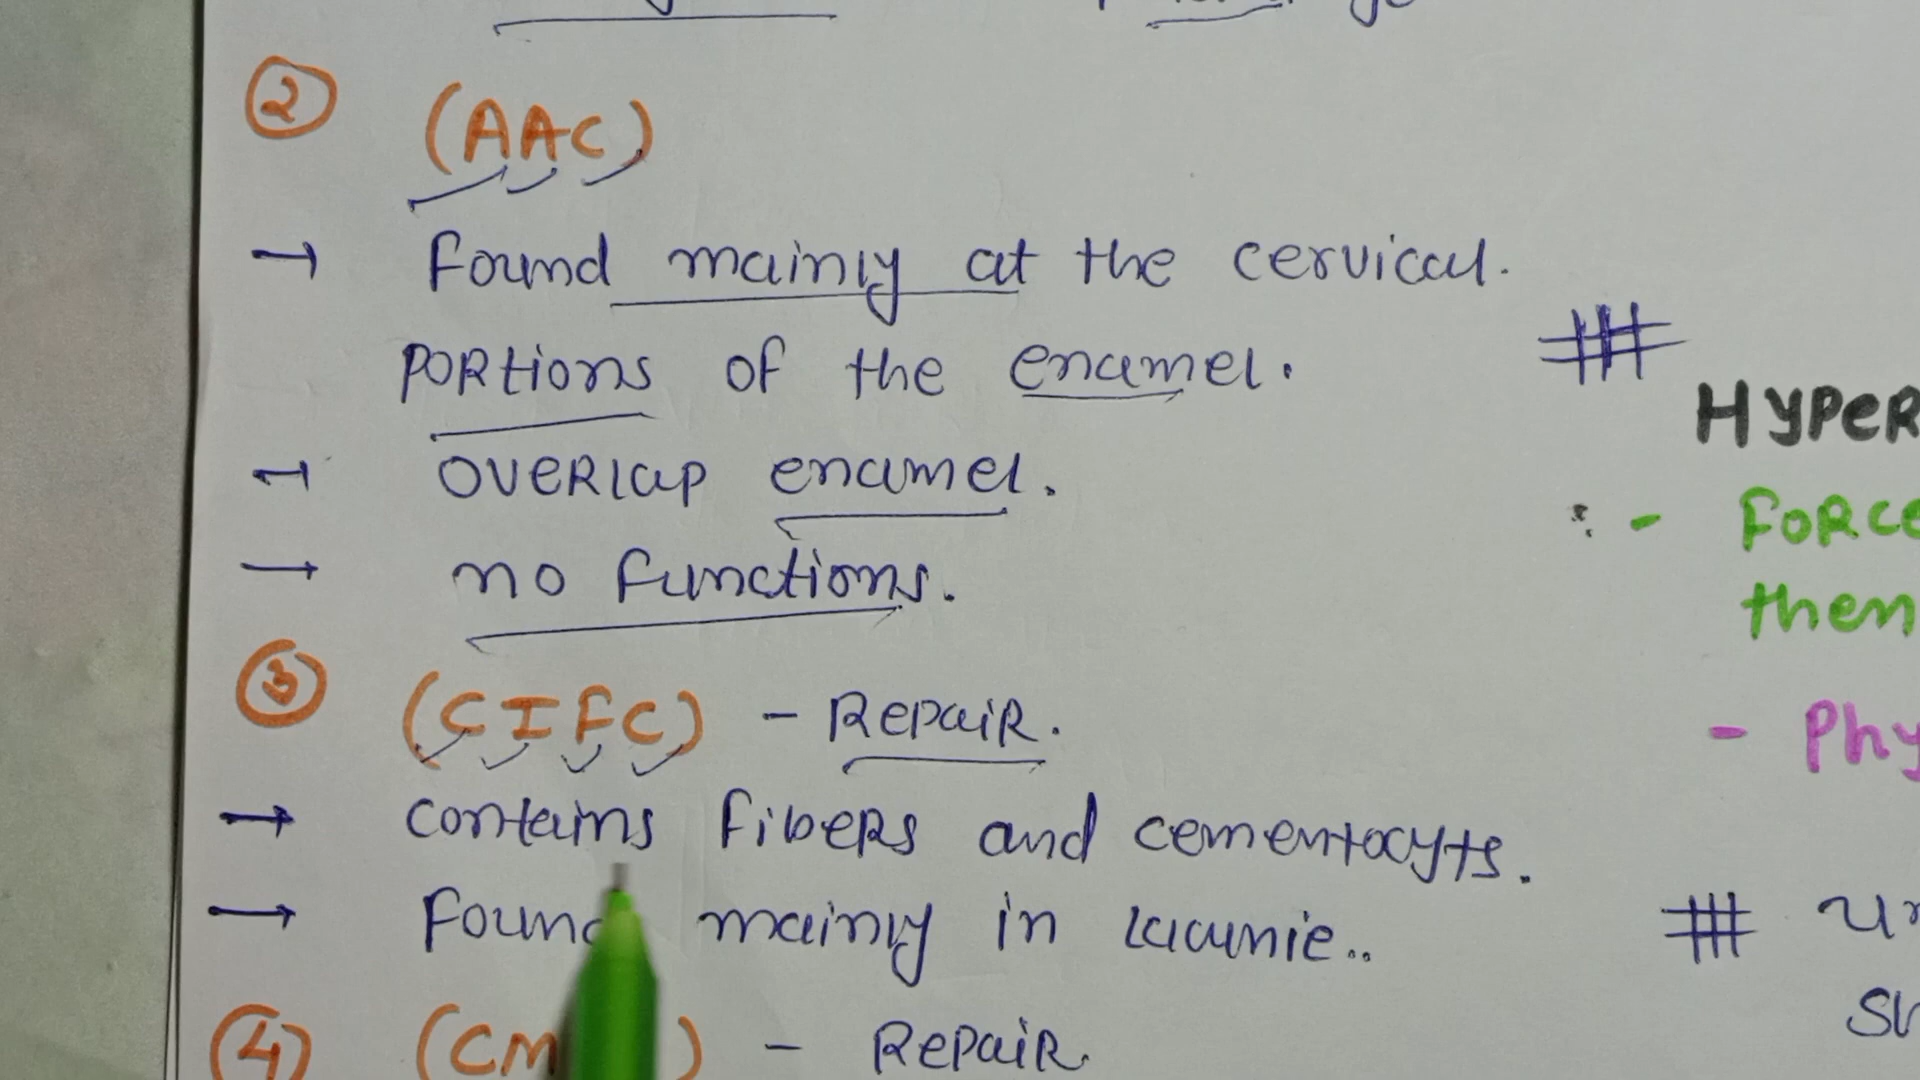 2 (AAC)
→ Found mainly at the cervical.
portions of the enamel.
→ overlap enamel.
→ no functions.
3 (CIFC) - Repair.
→ contains fibers and cementocyts.
→ Found mainly in
4 (CM ) - Repair.
HYPER
- Force
then
- Phy